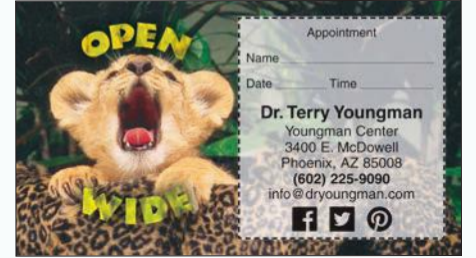 OPEN
WIDE
Appointment
Name
Date Time
Dr. Terry Youngman
Youngman Center
3400 E. McDowell
Phoenix, AZ 85008
(602) 225-9090
info@dryoungman.com